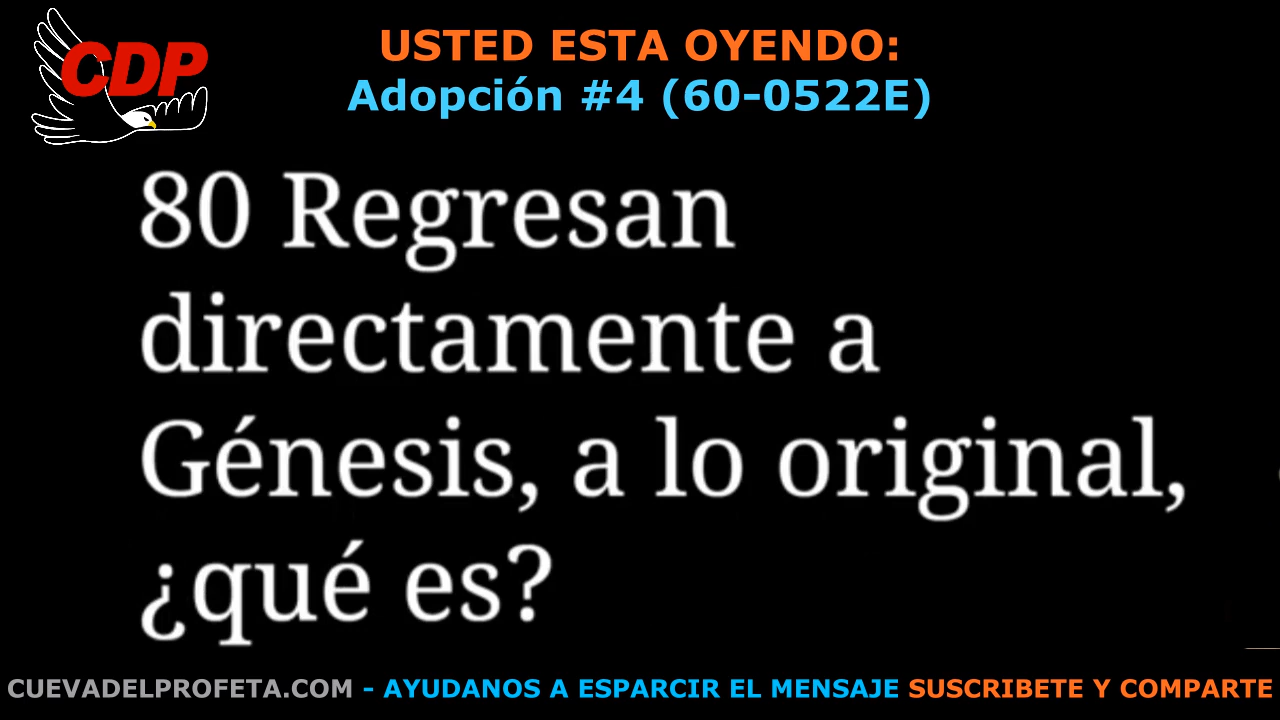 CDP
USTED ESTA OYENDO:
Adopción #4 (60-0522E)
80 Regresan
directamente a
Génesis, a lo original,
¿qué es?
CUEVADELPROFETA.COM - AYUDANOS A ESPARCIR EL MENSAJE SUSCRIBETE Y COMPARTE